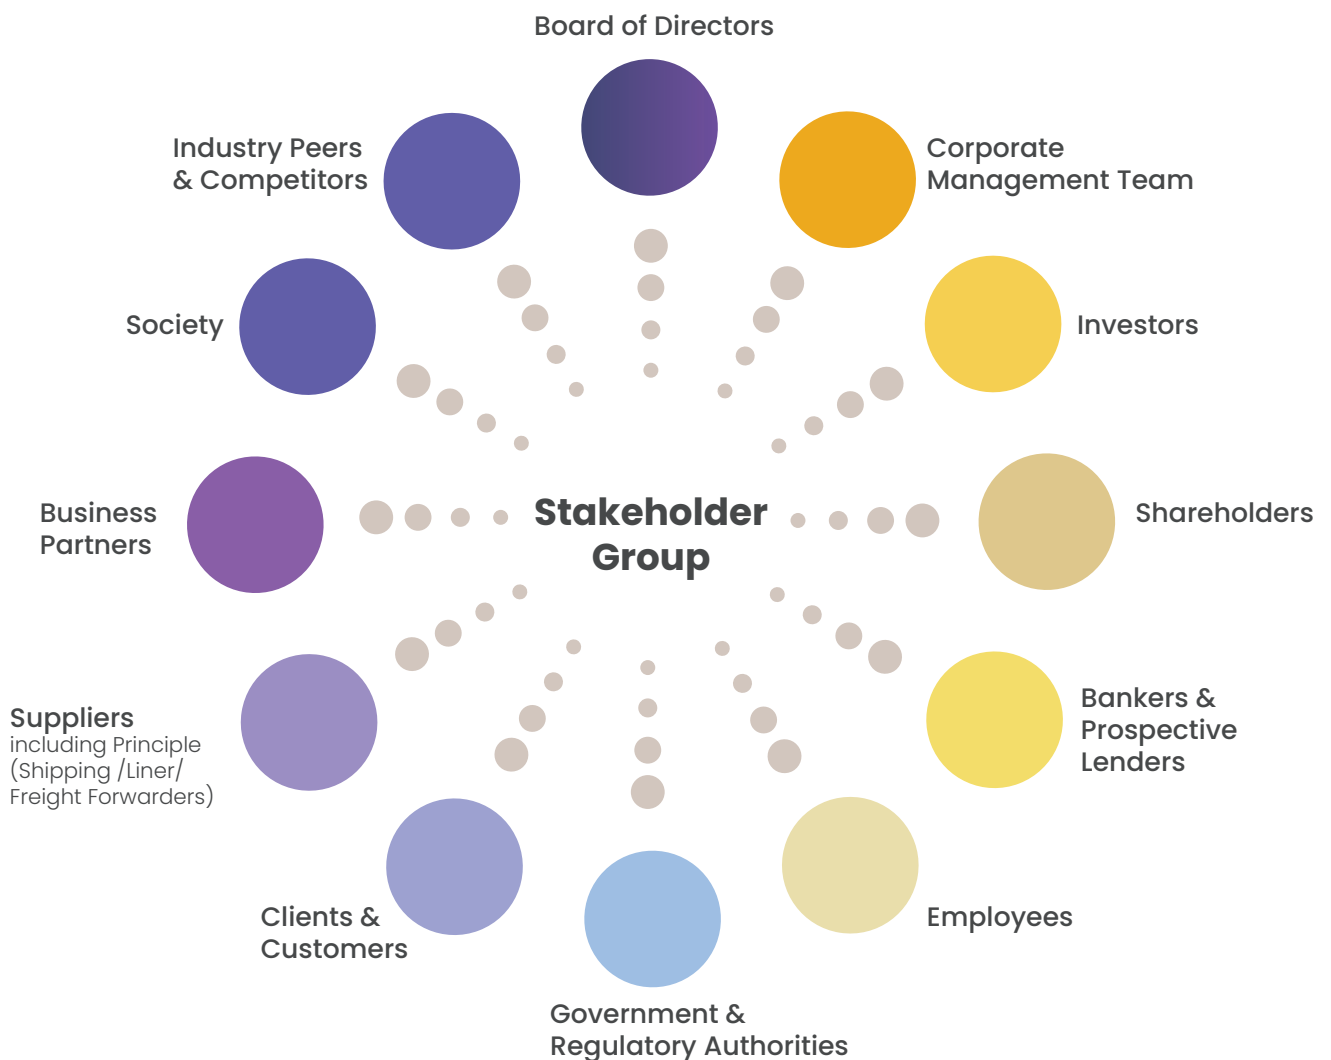 Board of Directors
Industry Peers
& Competitors
Corporate
Management Team
Society
Investors
Business
Partners
Stakeholder
Group
Shareholders
Suppliers
including Principle
(Shipping /Liner/
Freight Forwarders)
Bankers &
Prospective
Lenders
Clients &
Customers
Employees
Government &
Regulatory Authorities